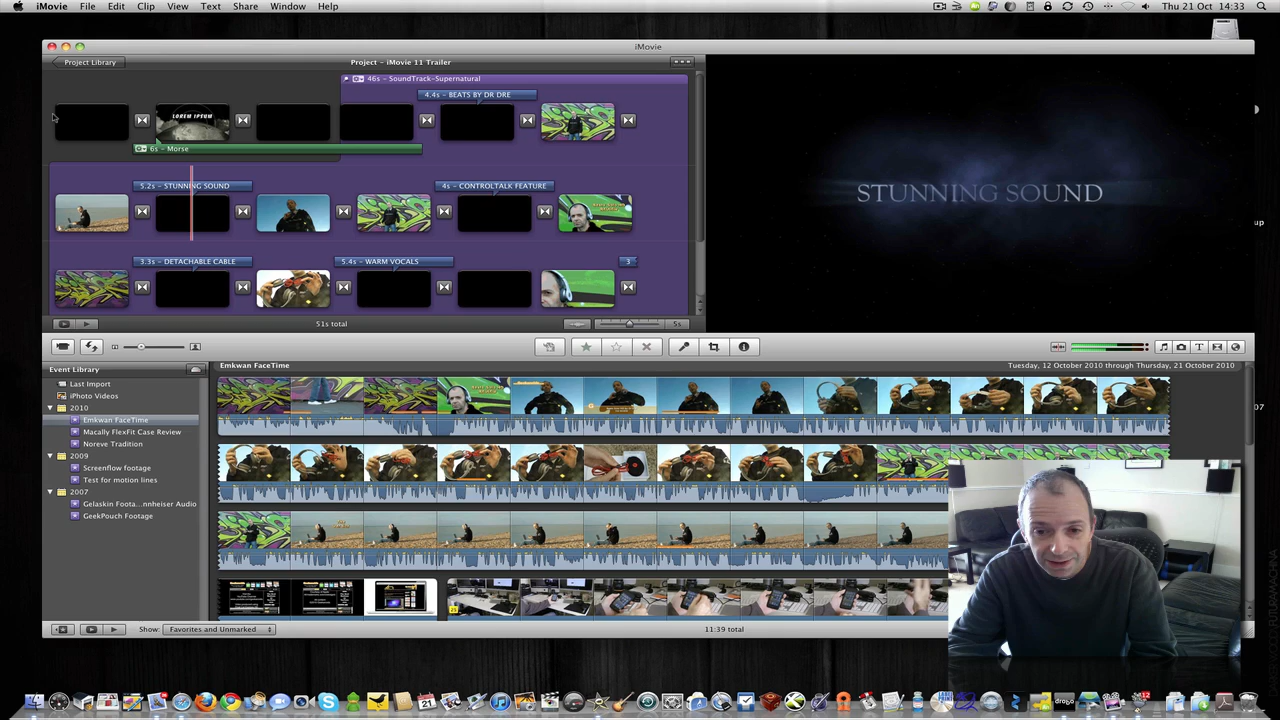 iMovie File Edit Clip View Text Share Window Help Thu 21 Oct 14:33
iMovie
Project Library
Project - iMovie 11 Trailer
46s - SoundTrack-Supernatural
4.4s - BEATS BY DR DRE
LOREM IPSUM
6s - Morse
5.2s - STUNNING SOUND
4s - CONTROLTALK FEATURE
3.3s - DETACHABLE CABLE
5.4s - WARM VOCALS
3
51s total
5s
STUNNING SOUND
Event Library
Emkwan FaceTime
Tuesday, 12 October 2010 through Thursday, 21 October 2010
Last Import
iPhoto Videos
2010
Emkwan FaceTime
Macally FlexFit Case Review
Noreve Tradition
2009
Screenflow footage
Test for motion lines
2007
Gelaskin Foota...nnheiser Audio
GeekPouch Footage
Show: Favorites and Unmarked
11:39 total
up
07